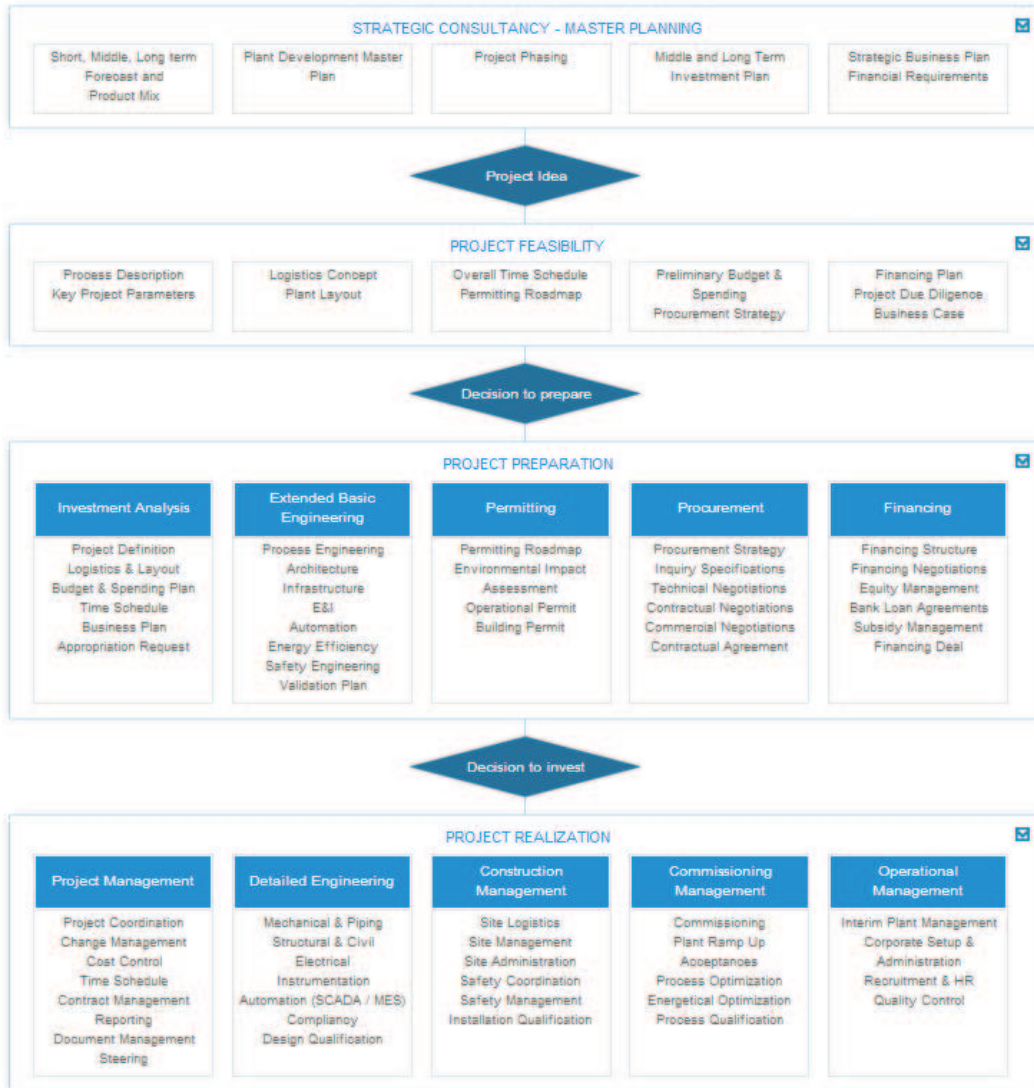 STRATEGIC CONSULTANCY - MASTER PLANNING
Short, Middle, Long term
Forecast and
Product Mix
Plant Development Master
Plan
Project Phasing
Middle and Long Term
Investment Plan
Strategic Business Plan
Financial Requirements
Project Idea
PROJECT FEASIBILITY
Process Description
Key Project Parameters
Logistics Concept
Plant Layout
Overall Time Schedule
Permitting Roadmap
Preliminary Budget &
Spending
Procurement Strategy
Financing Plan
Project Due Diligence
Business Case
Decision to prepare
PROJECT PREPARATION
Investment Analysis
Project Definition
Logistics & Layout
Budget & Spending Plan
Time Schedule
Business Plan
Appropriation Request
Extended Basic
Engineering
Process Engineering
Architecture
Infrastructure
E&I
Automation
Energy Efficiency
Safety Engineering
Validation Plan
Permitting
Permitting Roadmap
Environmental Impact
Assessment
Operational Permit
Building Permit
Procurement
Procurement Strategy
Inquiry Specifications
Technical Negotiations
Contractual Negotiations
Commercial Negotiations
Contractual Agreement
Financing
Financing Structure
Financing Negotiations
Equity Management
Bank Loan Agreements
Subsidy Management
Financing Deal
Decision to invest
PROJECT REALIZATION
Project Management
Project Coordination
Change Management
Cost Control
Time Schedule
Contract Management
Reporting
Document Management
Steering
Detailed Engineering
Mechanical & Piping
Structural & Civil
Electrical
Instrumentation
Automation (SCADA / MES)
Compliancy
Design Qualification
Construction
Management
Site Logistics
Site Management
Site Administration
Safety Coordination
Safety Management
Installation Qualification
Commissioning
Management
Commissioning
Plant Ramp Up
Acceptances
Process Optimization
Energetical Optimization
Process Qualification
Operational
Management
Interim Plant Management
Corporate Setup &
Administration
Recruitment & HR
Quality Control